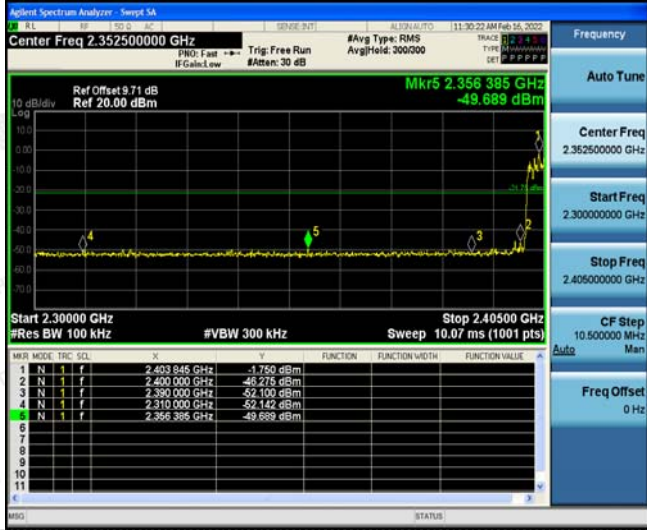 Agilent Spectrum Analyzer - Swept SA
RL RF 50 Ω AC SENSE:INT ALIGN AUTO 11:30:22 AM Feb 16, 2022
Center Freq 2.352500000 GHz
PNO: Fast
IFGain:Low
Trig: Free Run
#Atten: 30 dB
#Avg Type: RMS
Avg|Hold: 300/300
TRACE 1 2 3 4 5 6
TYPE M
DET P P P P P P
Mkr5 2.356 385 GHz
-49.689 dBm
Ref Offset 9.71 dB
Ref 20.00 dBm
10 dB/div
Log
10.0
0.00
-10.0
-20.0
-30.0
-40.0
-50.0
-60.0
-70.0
1
2
3
4
5
Start 2.30000 GHz Stop 2.40500 GHz
#Res BW 100 kHz #VBW 300 kHz Sweep 10.07 ms (1001 pts)
MKR MODE TRC SCL X Y FUNCTION FUNCTION WIDTH FUNCTION VALUE
1 N 1 f 2.403 845 GHz -1.750 dBm
2 N 1 f 2.400 000 GHz -46.275 dBm
3 N 1 f 2.390 000 GHz -52.100 dBm
4 N 1 f 2.310 000 GHz -52.142 dBm
5 N 1 f 2.356 385 GHz -49.689 dBm
6
7
8
9
10
11
MSG STATUS
Frequency
Auto Tune
Center Freq
2.352500000 GHz
Start Freq
2.300000000 GHz
Stop Freq
2.405000000 GHz
CF Step
10.500000 MHz
Auto Man
Freq Offset
0 Hz